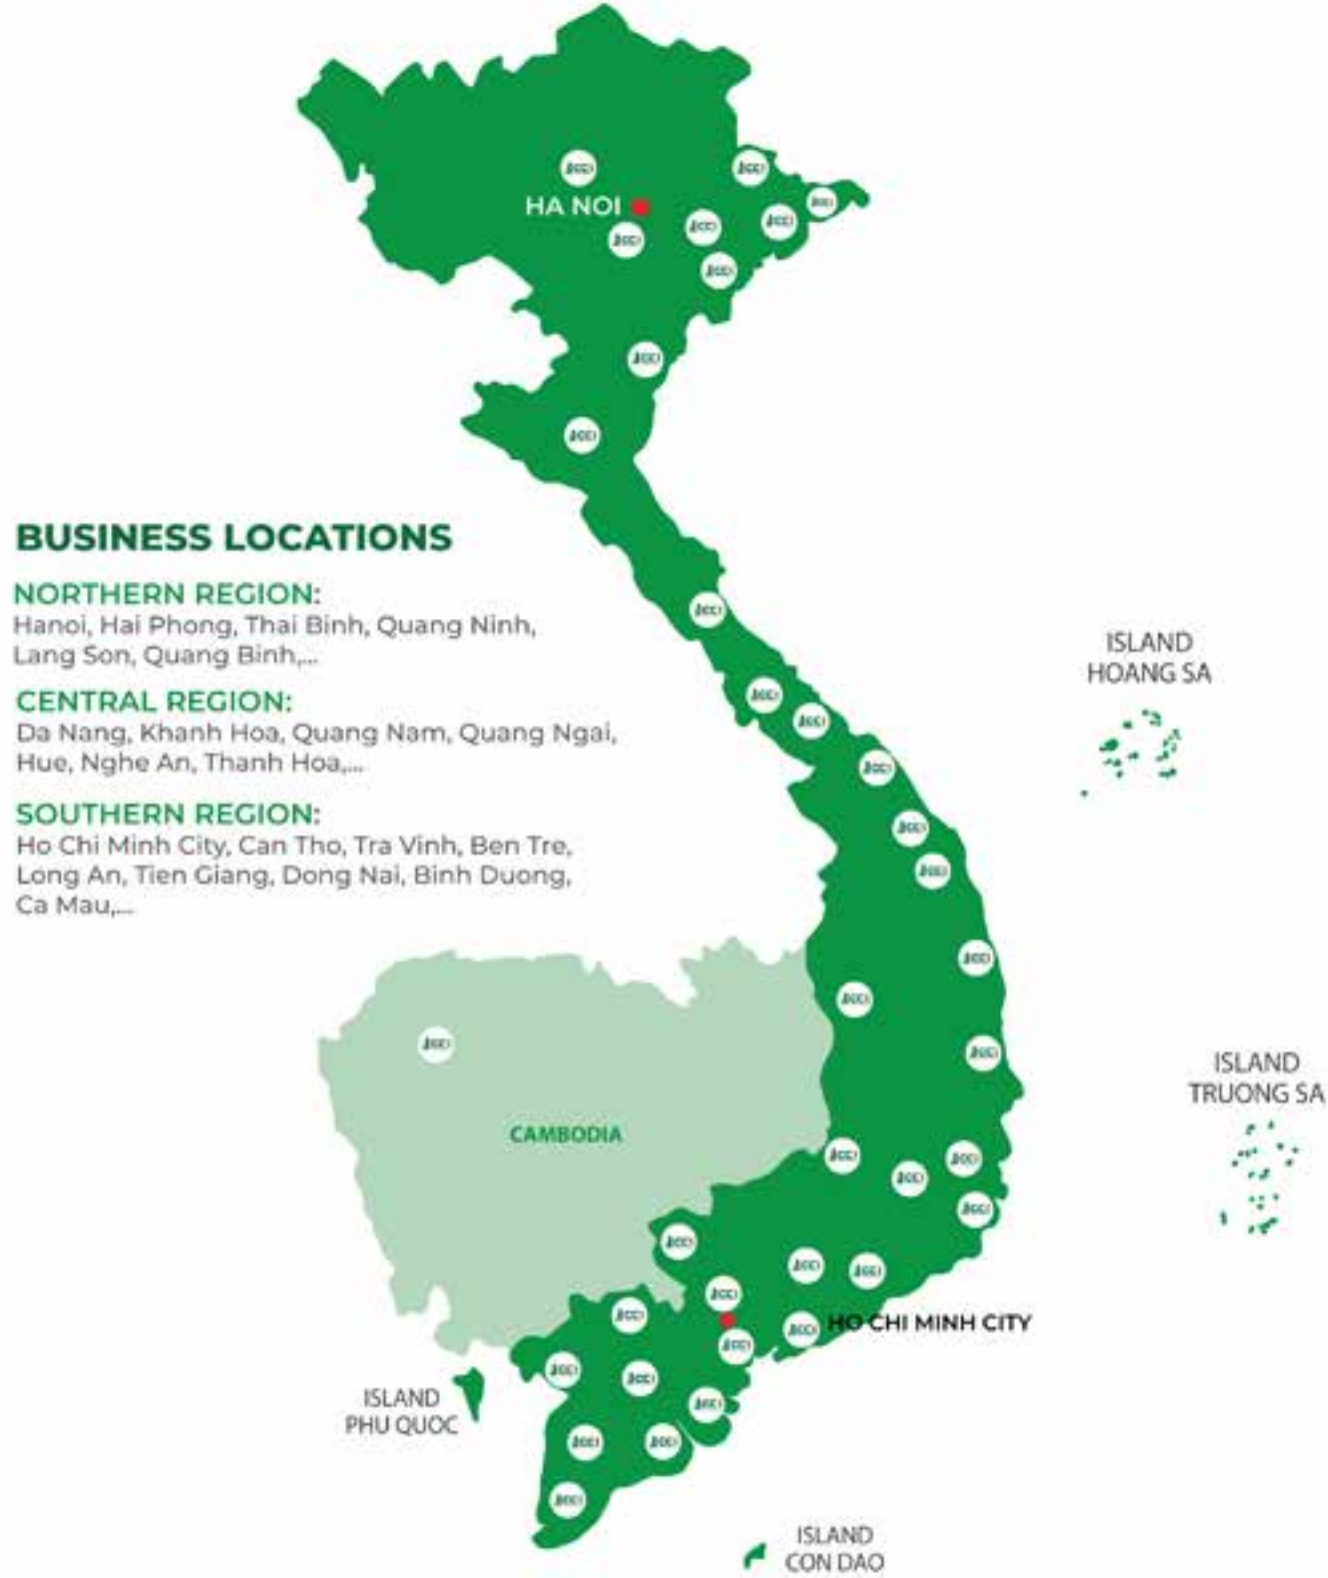 HA NOI
BUSINESS LOCATIONS
NORTHERN REGION:
Hanoi, Hai Phong, Thai Binh, Quang Ninh,
Lang Son, Quang Binh,...
CENTRAL REGION:
Da Nang, Khanh Hoa, Quang Nam, Quang Ngai,
Hue, Nghe An, Thanh Hoa,...
SOUTHERN REGION:
Ho Chi Minh City, Can Tho, Tra Vinh, Ben Tre,
Long An, Tien Giang, Dong Nai, Binh Duong,
Ca Mau,...
ISLAND
HOANG SA
ISLAND
TRUONG SA
CAMBODIA
HO CHI MINH CITY
ISLAND
PHU QUOC
ISLAND
CON DAO